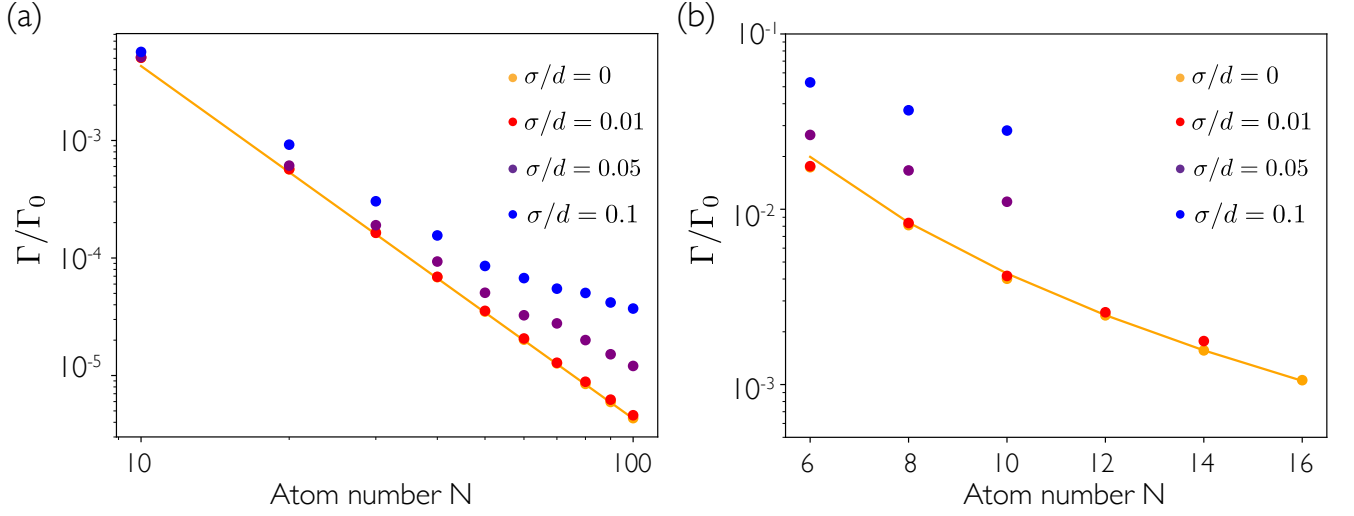 (a)
σ/d = 0
σ/d = 0.01
σ/d = 0.05
σ/d = 0.1
10⁻³
10⁻⁴
10⁻⁵
Γ/Γ₀
10
100
Atom number N
(b)
σ/d = 0
σ/d = 0.01
σ/d = 0.05
σ/d = 0.1
10⁻¹
10⁻²
10⁻³
Γ/Γ₀
6
8
10
12
14
16
Atom number N